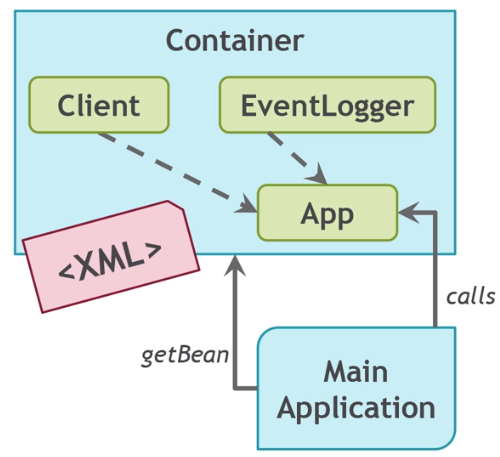 Container
Client
EventLogger
App
<XML>
calls
getBean
Main
Application